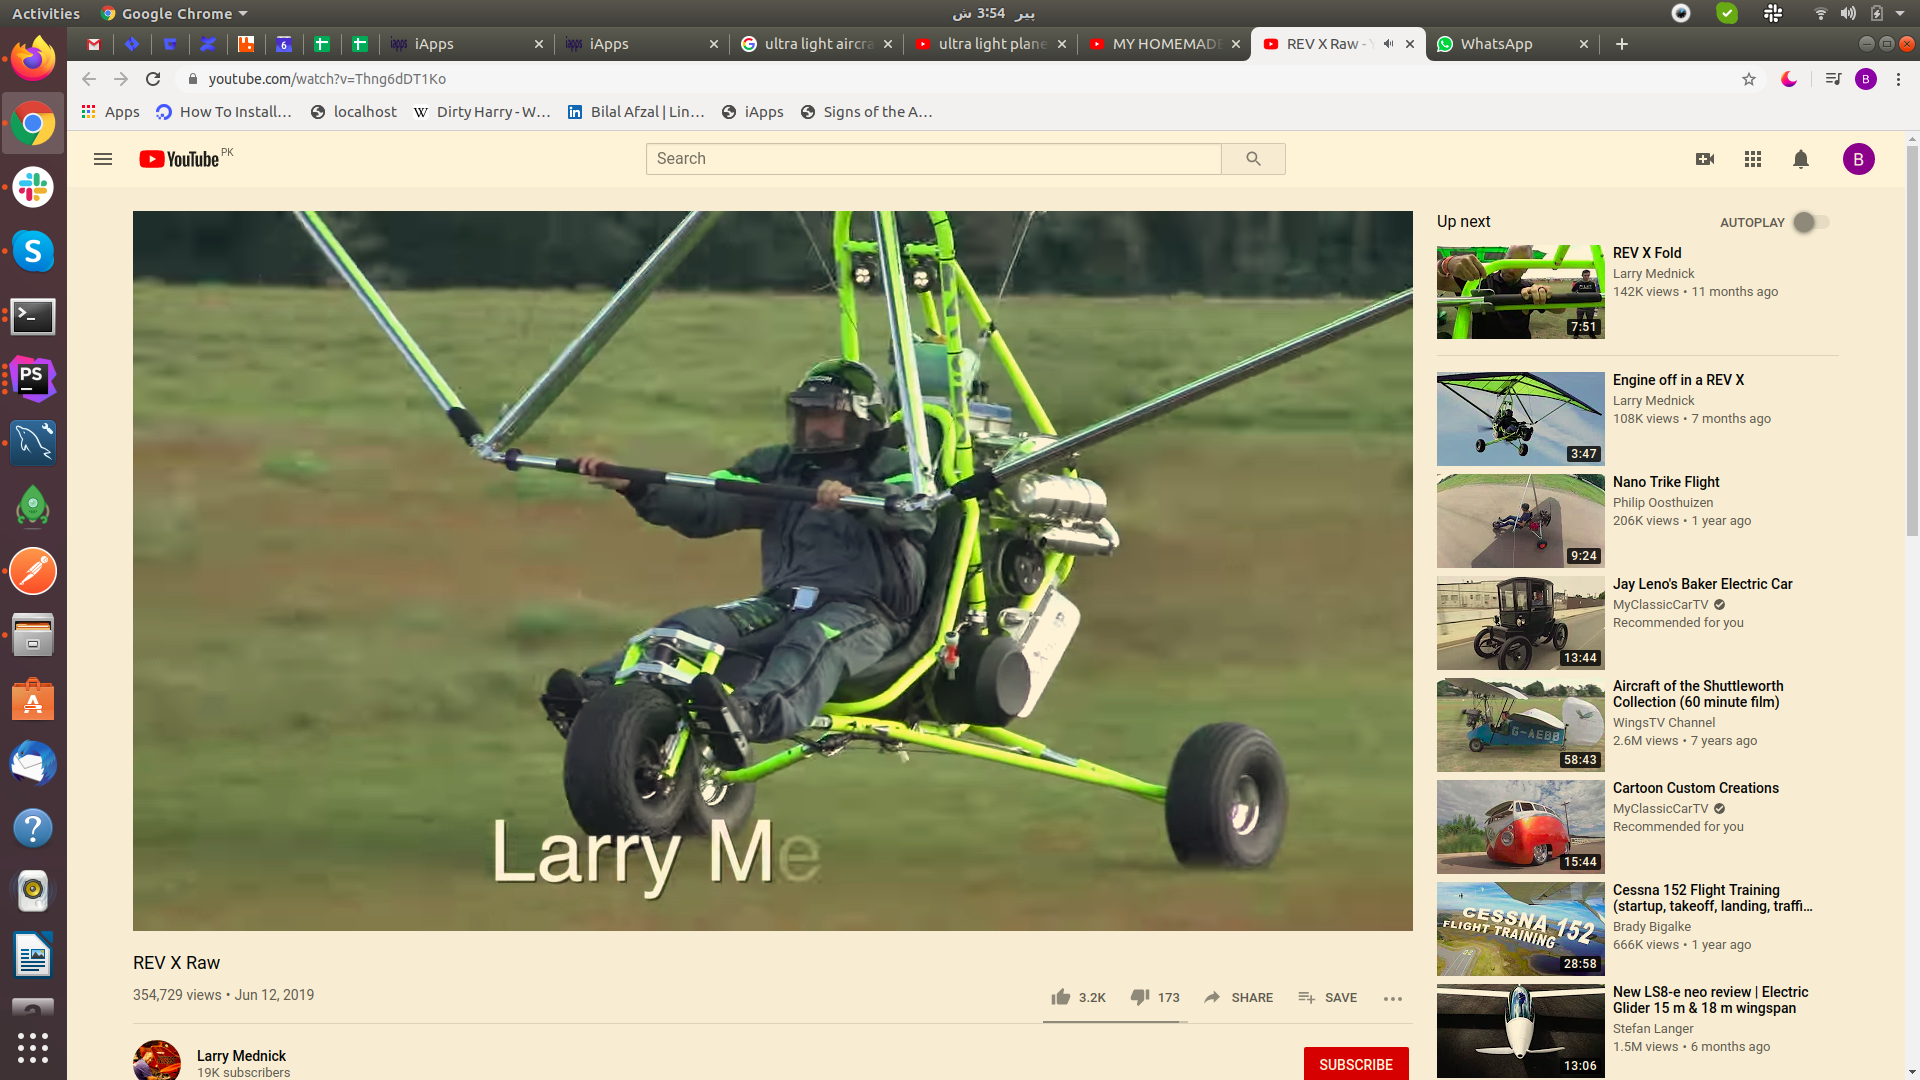 Activities
Google Chrome
پیر 3:54 ش
6
iApps
iApps
ultra light aircra
ultra light plane
MY HOMEMADE
REV X Raw - Y
WhatsApp
youtube.com/watch?v=Thng6dDT1Ko
B
Apps
How To Install...
localhost
W
Dirty Harry - W...
in
Bilal Afzal | Lin...
iApps
Signs of the A...
YouTube PK
Search
B
Larry Me
REV X Raw
354,729 views • Jun 12, 2019
3.2K
173
SHARE
SAVE
Larry Mednick
19K subscribers
SUBSCRIBE
Up next
AUTOPLAY
REV X Fold
Larry Mednick
142K views • 11 months ago
7:51
Engine off in a REV X
Larry Mednick
108K views • 7 months ago
3:47
Nano Trike Flight
Philip Oosthuizen
206K views • 1 year ago
9:24
Jay Leno's Baker Electric Car
MyClassicCarTV
Recommended for you
13:44
Aircraft of the Shuttleworth
Collection (60 minute film)
WingsTV Channel
2.6M views • 7 years ago
G-AEBB
58:43
Cartoon Custom Creations
MyClassicCarTV
Recommended for you
15:44
Cessna 152 Flight Training
(startup, takeoff, landing, traffi...
Brady Bigalke
666K views • 1 year ago
CESSNA 152
FLIGHT TRAINING
28:58
New LS8-e neo review | Electric
Glider 15 m & 18 m wingspan
Stefan Langer
1.5M views • 6 months ago
13:06
S
PS
A
?